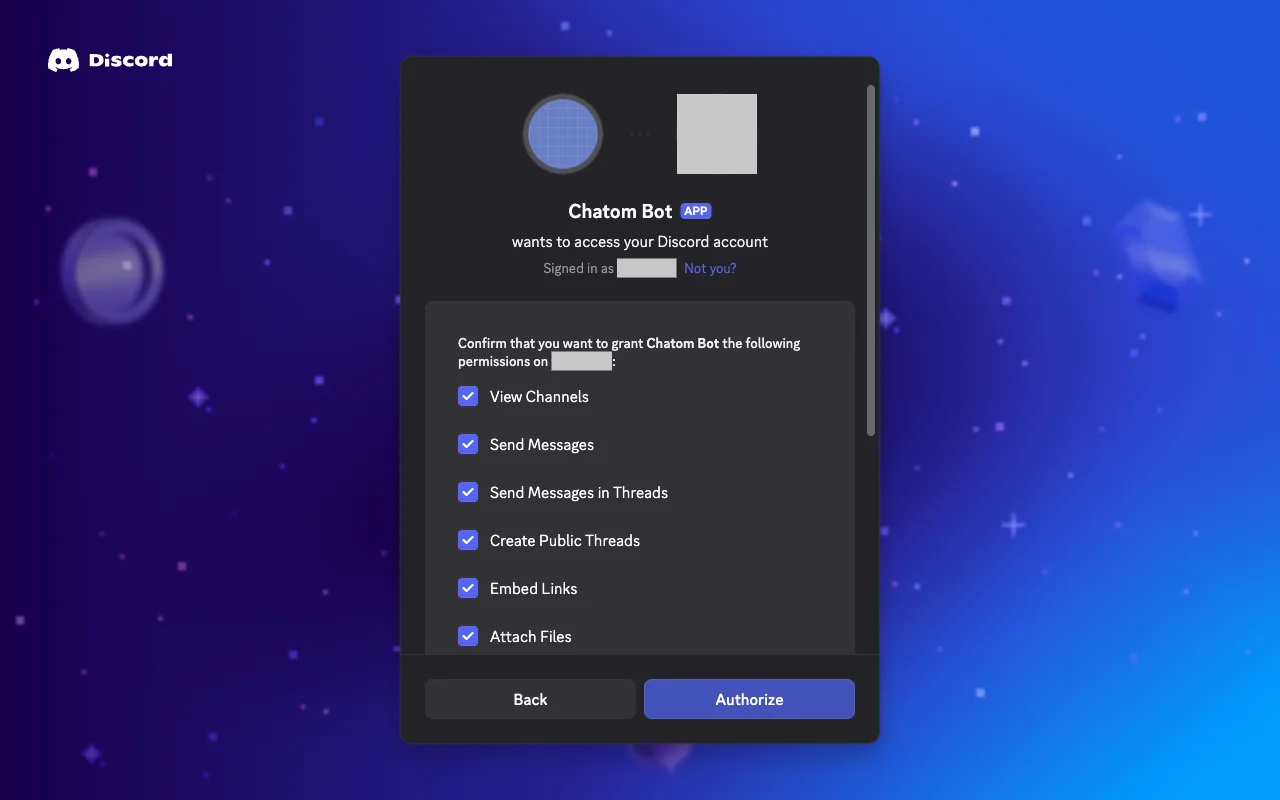 Discord
Chatom Bot APP
wants to access your Discord account
Signed in as Not you?
Confirm that you want to grant Chatom Bot the following
permissions on :
View Channels
Send Messages
Send Messages in Threads
Create Public Threads
Embed Links
Attach Files
Back Authorize